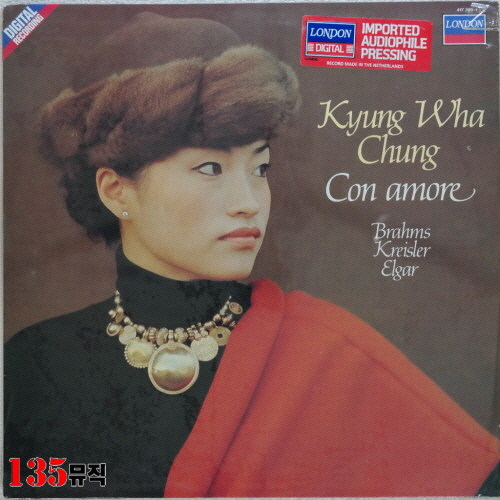 DIGITAL
RECORDING
LONDON
DIGITAL
IMPORTED
AUDIOPHILE
PRESSING
RECORD MADE IN THE NETHERLANDS
LONDON
Kyung Wha
Chung
Con amore
Brahms
Kreisler
Elgar
135뮤직